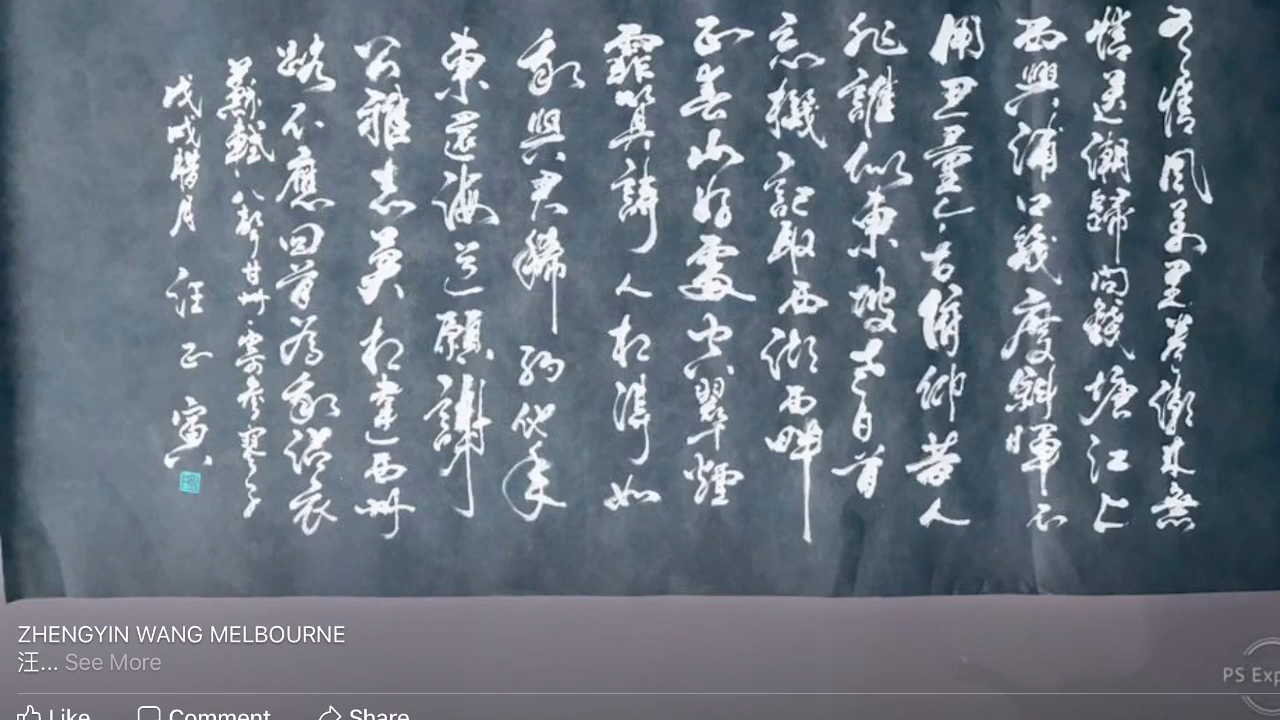 有情風萬里卷潮來無
情送潮歸問錢塘江上
西興浦口幾度斜暉不
用思量今古俯仰昔人
非誰似東坡老白首
忘機記取西湖西畔
正春山好處空翠煙
霏算詩人相得如
我與君稀約他年
東還海道願謝
公雅志莫相違西州
路不應回首為我沾衣
蘇軾八聲甘州寄參寥子
戊戌臘月 汪正寅
ZHENGYIN WANG MELBOURNE
汪... See More
PS Exp
Like Comment Share